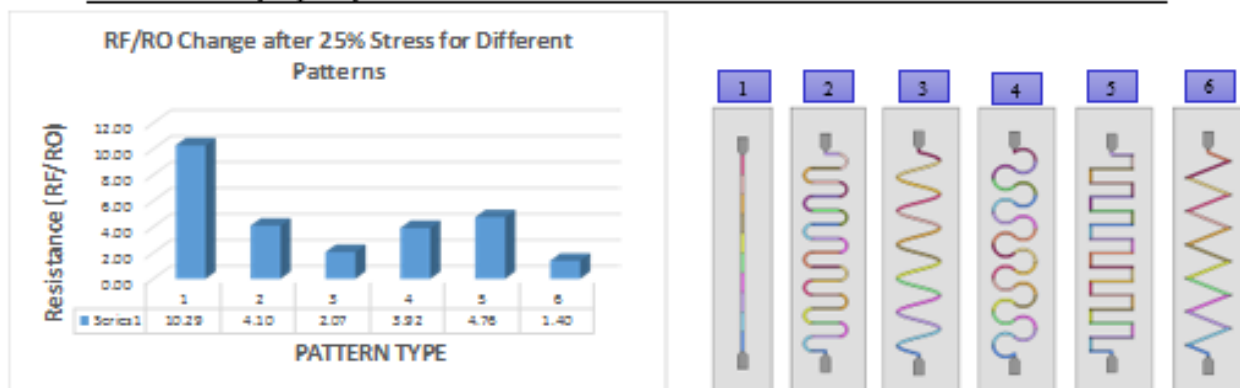 RF/RO Change after 25% Stress for Different
Patterns
Resistance (RF/RO)
12.00
10.00
8.00
6.00
4.00
2.00
0.00
1 2 3 4 5 6
Series1 10.29 4.10 2.07 3.92 4.76 1.40
PATTERN TYPE
1 2 3 4 5 6